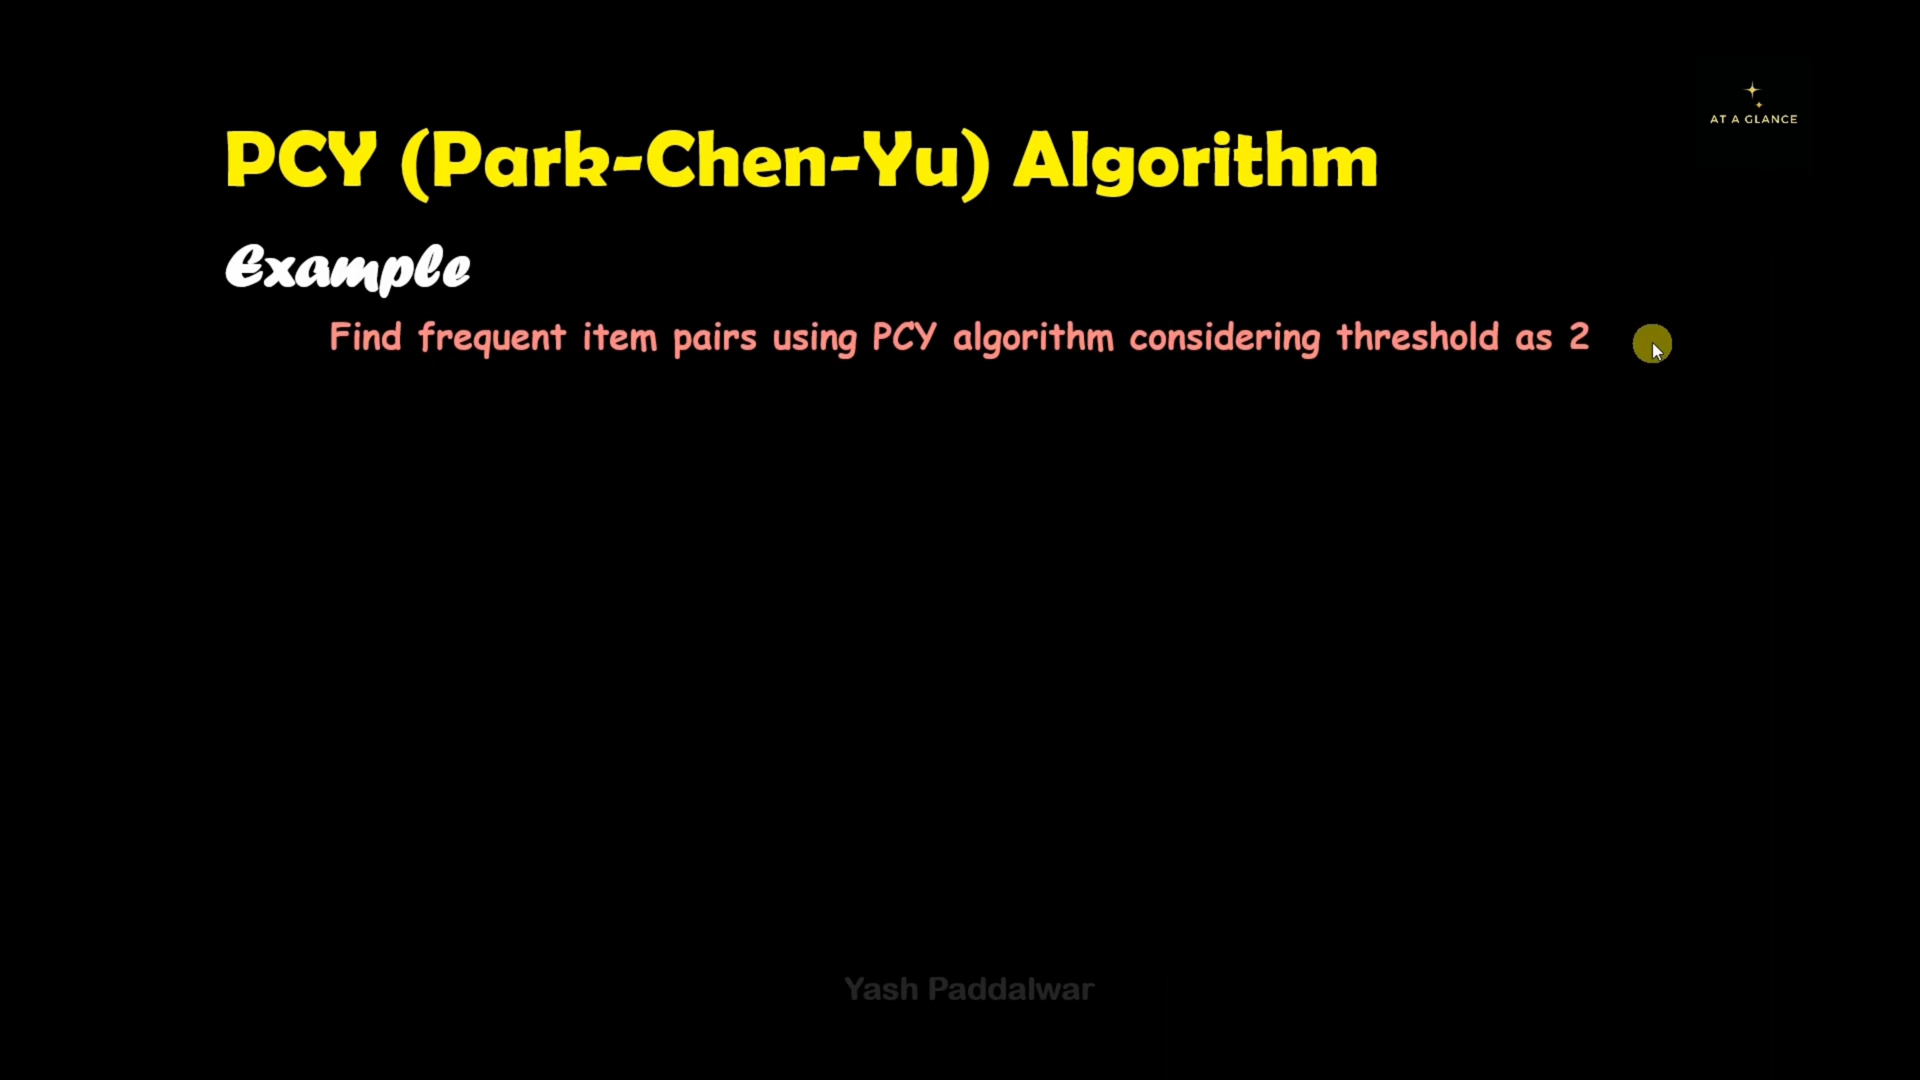 AT A GLANCE
PCY (Park-Chen-Yu) Algorithm
Example
Find frequent item pairs using PCY algorithm considering threshold as 2
Yash Paddalwar